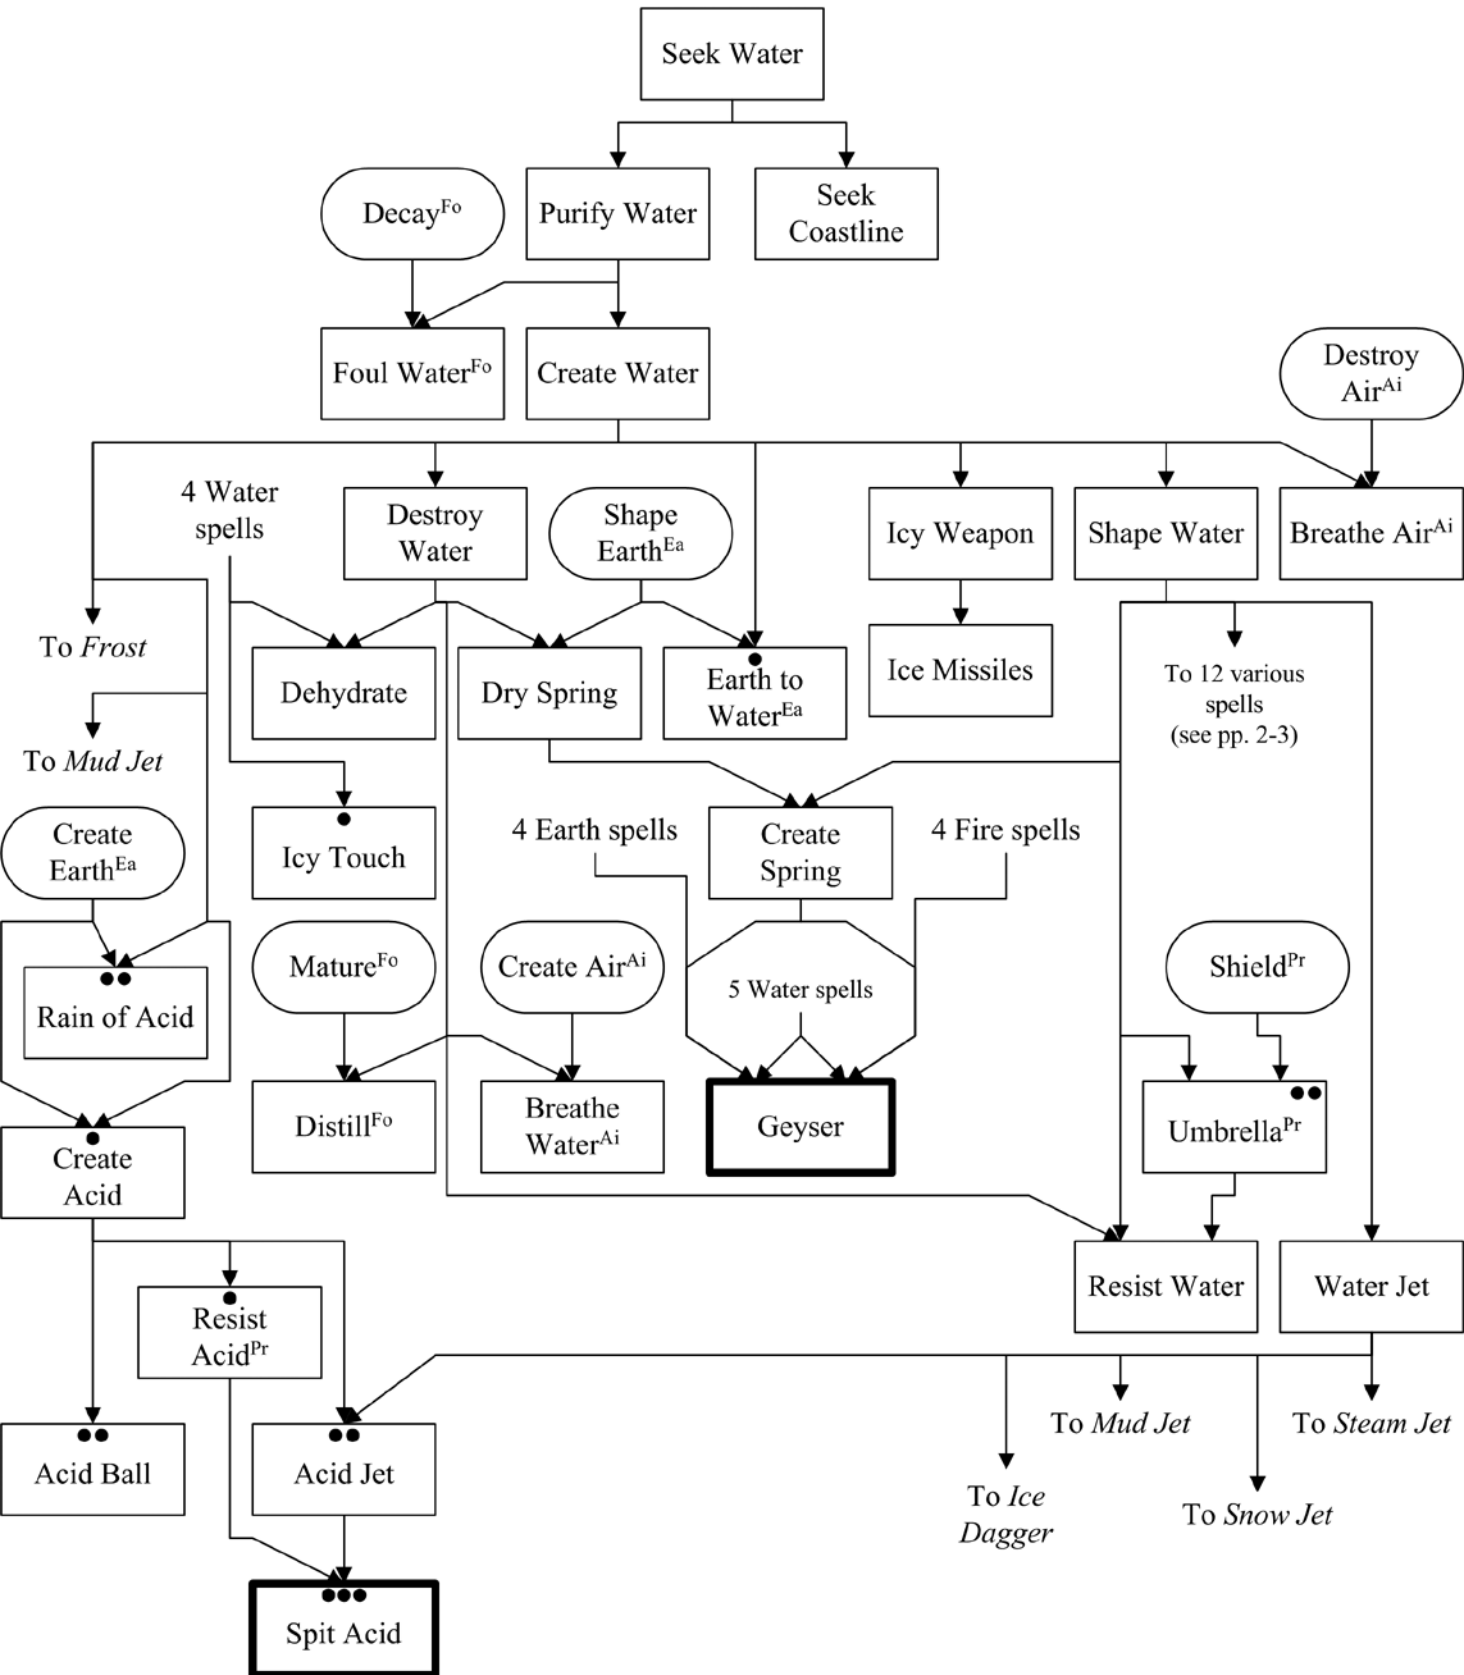 Seek Water
Decay^Fo
Purify Water
Seek
Coastline
Foul Water^Fo
Create Water
Destroy
Air^Ai
4 Water
spells
Destroy
Water
Shape
Earth^Ea
Icy Weapon
Shape Water
Breathe Air^Ai
To Frost
Dehydrate
Dry Spring
Earth to
Water^Ea
Ice Missiles
To 12 various
spells
(see pp. 2-3)
To Mud Jet
Create
Earth^Ea
Icy Touch
4 Earth spells
Create
Spring
4 Fire spells
Rain of Acid
Mature^Fo
Create Air^Ai
5 Water spells
Shield^Pr
Distill^Fo
Breathe
Water^Ai
Geyser
Umbrella^Pr
Create
Acid
Resist
Acid^Pr
Resist Water
Water Jet
Acid Ball
Acid Jet
To Mud Jet
To Steam Jet
To Ice
Dagger
To Snow Jet
Spit Acid